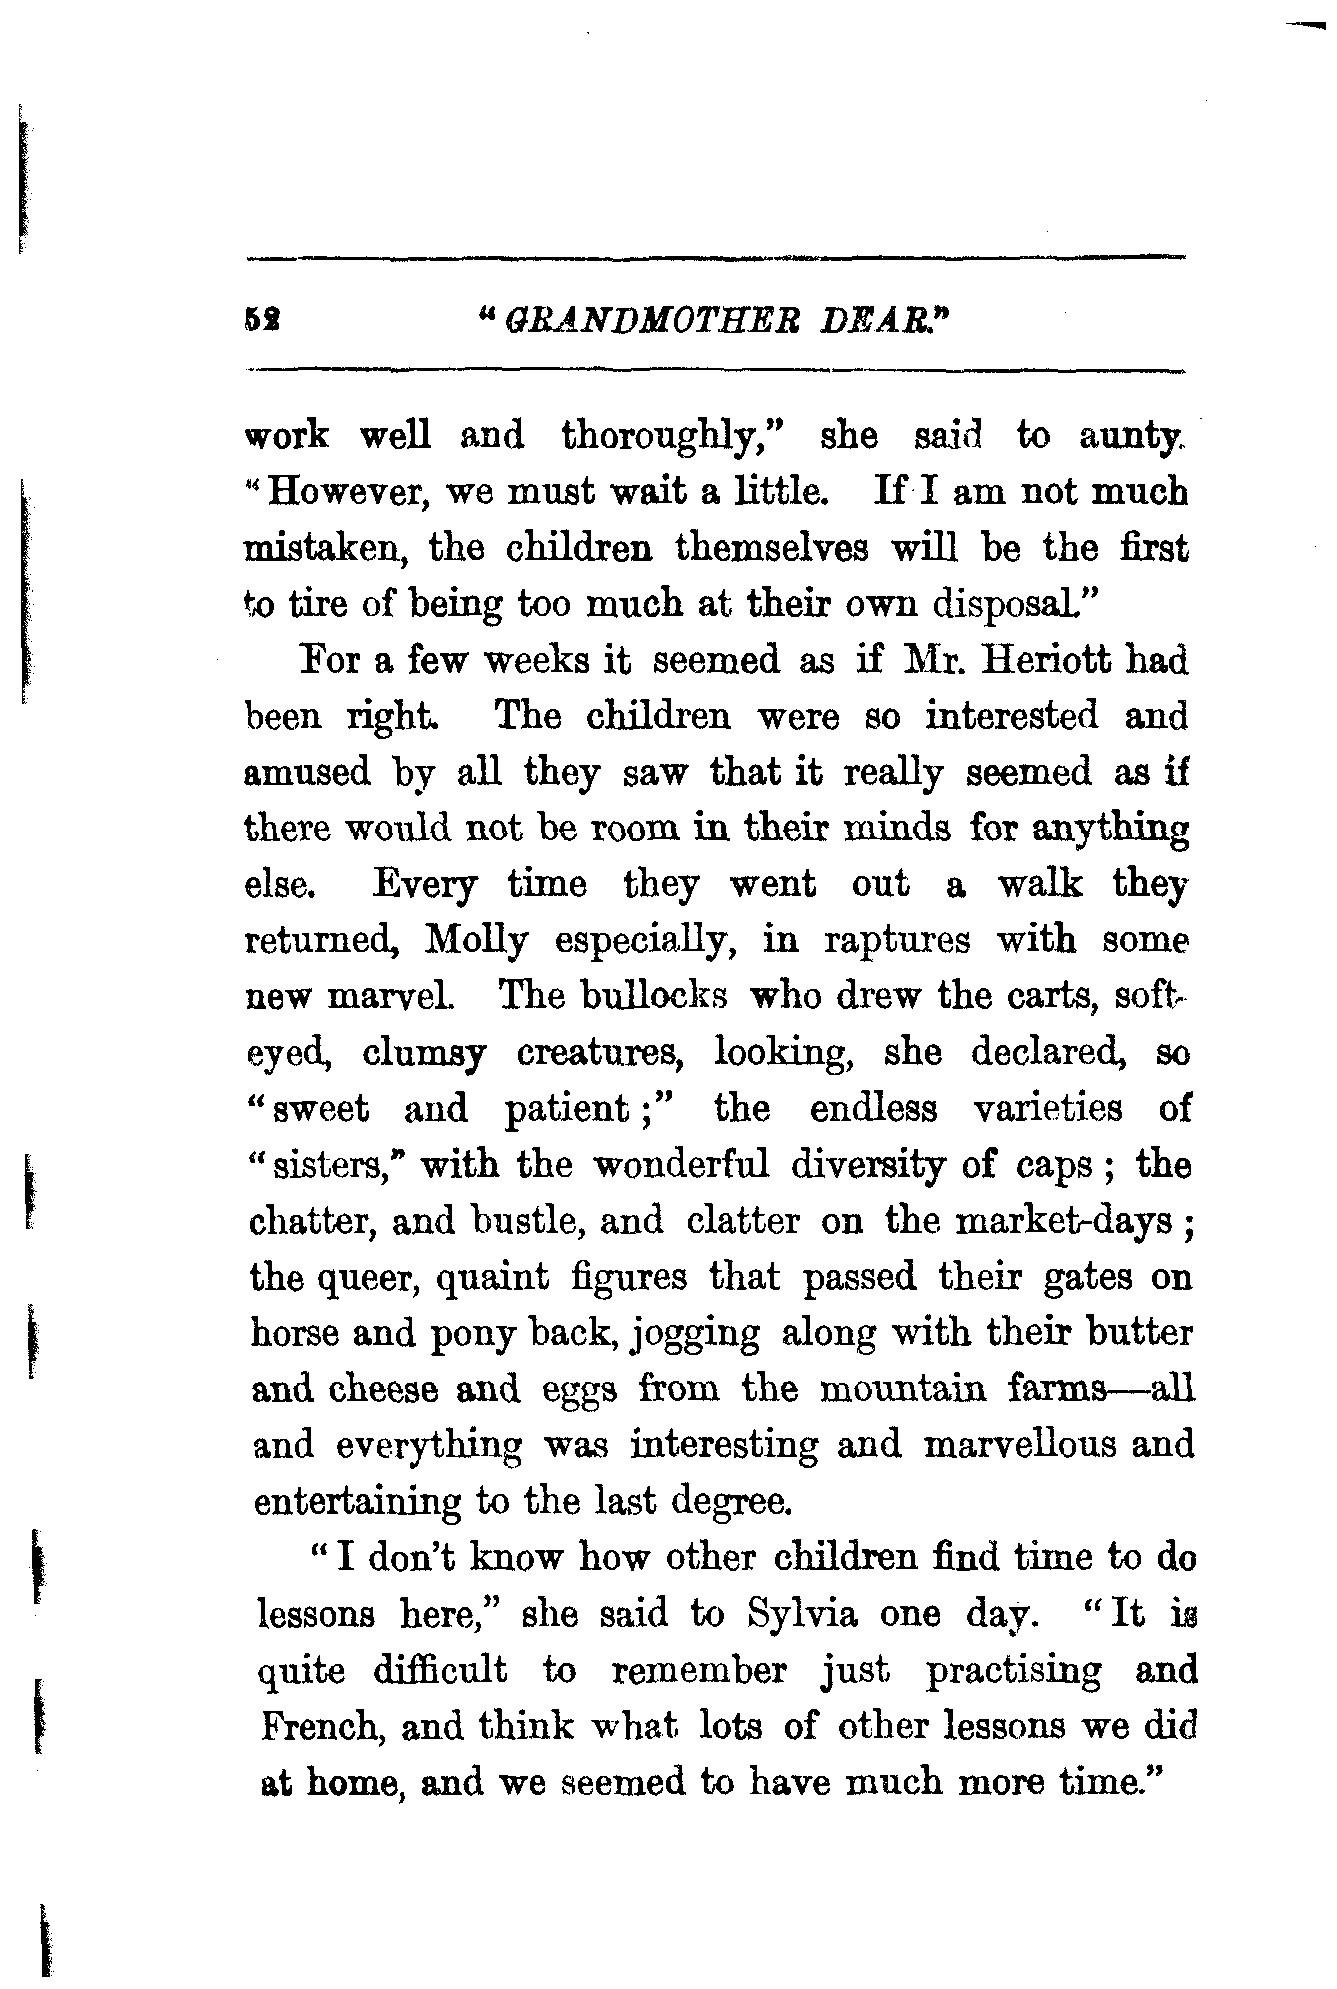 52 "GRANDMOTHER DEAR."
work well and thoroughly," she said to aunty.
"However, we must wait a little. If I am not much
mistaken, the children themselves will be the first
to tire of being too much at their own disposal."
For a few weeks it seemed as if Mr. Heriott had
been right. The children were so interested and
amused by all they saw that it really seemed as if
there would not be room in their minds for anything
else. Every time they went out a walk they
returned, Molly especially, in raptures with some
new marvel. The bullocks who drew the carts, soft-
eyed, clumsy creatures, looking, she declared, so
"sweet and patient;" the endless varieties of
"sisters," with the wonderful diversity of caps; the
chatter, and bustle, and clatter on the market-days;
the queer, quaint figures that passed their gates on
horse and pony back, jogging along with their butter
and cheese and eggs from the mountain farms—all
and everything was interesting and marvellous and
entertaining to the last degree.
"I don't know how other children find time to do
lessons here," she said to Sylvia one day. "It is
quite difficult to remember just practising and
French, and think what lots of other lessons we did
at home, and we seemed to have much more time."